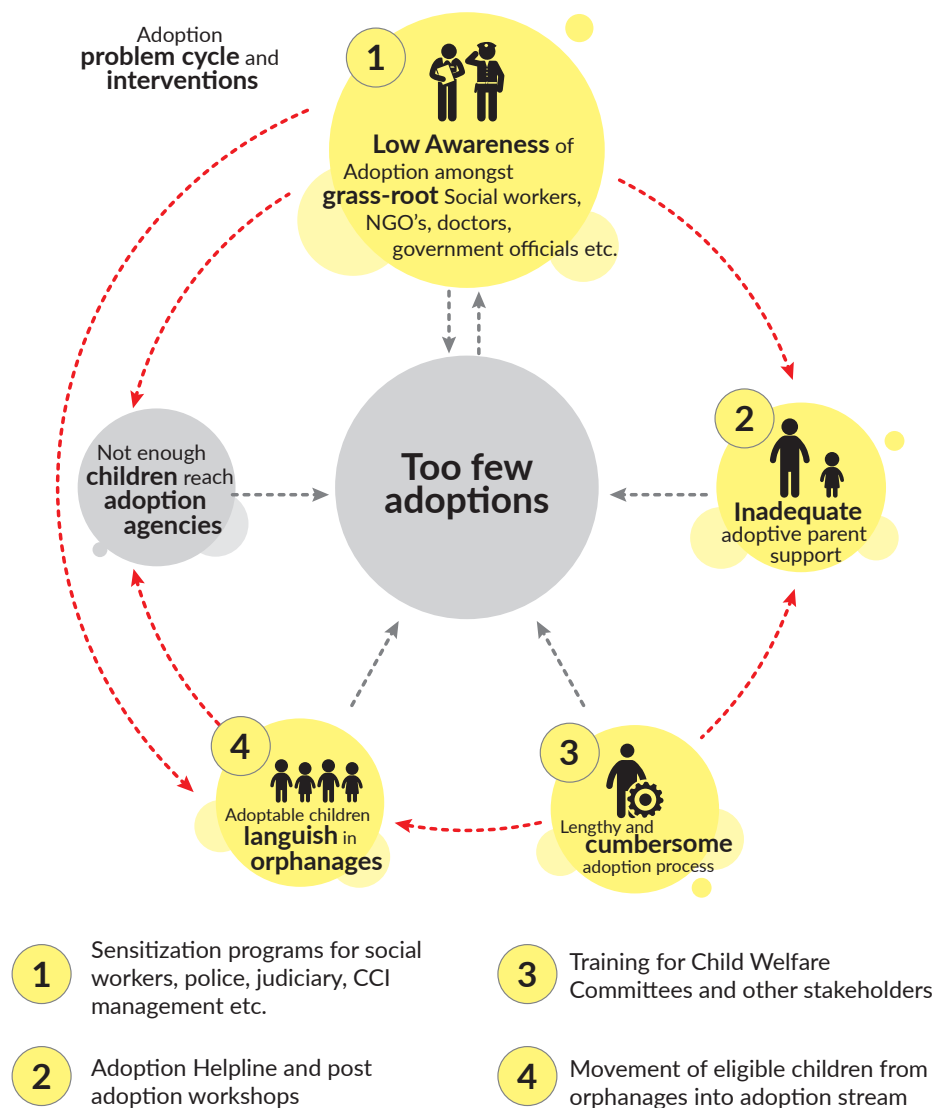 Adoption
problem cycle and
interventions
1
Low Awareness of
Adoption amongst
grass-root Social workers,
NGO's, doctors,
government officials etc.
2
Inadequate
adoptive parent
support
Not enough
children reach
adoption
agencies
Too few
adoptions
4
Adoptable children
languish in
orphanages
3
Lengthy and
cumbersome
adoption process
1
Sensitization programs for social
workers, police, judiciary, CCI
management etc.
2
Adoption Helpline and post
adoption workshops
3
Training for Child Welfare
Committees and other stakeholders
4
Movement of eligible children from
orphanages into adoption stream